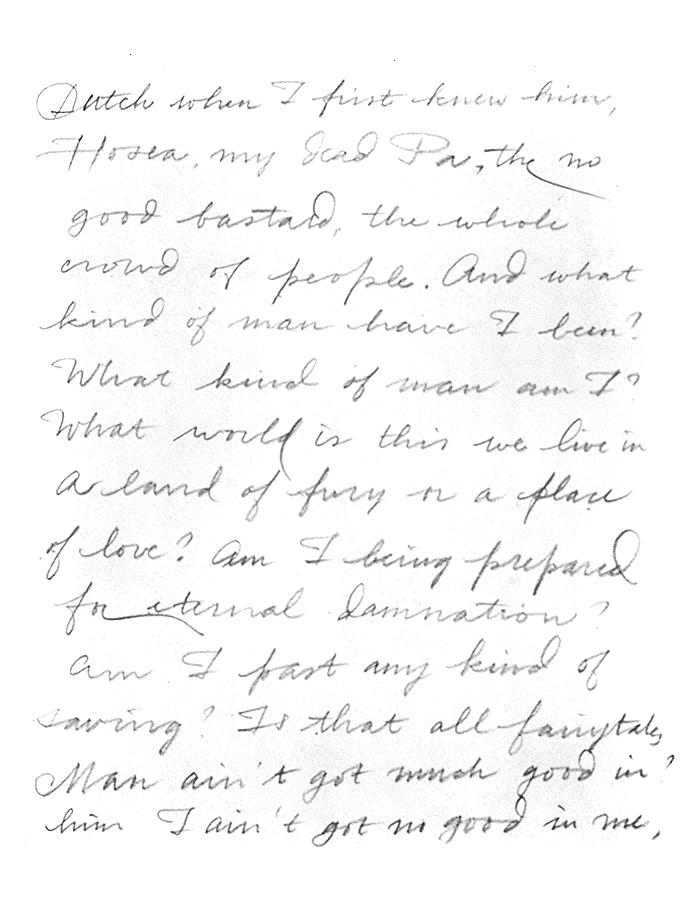 Dutch when I first knew him,
Hosea, my dead Pa, the no
good bastard, the whole
crowd of people. And what
kind of man have I been?
What kind of man am I?
What world is this we live in
A land of fury or a place
of love? Am I being prepared
for eternal damnation?
Am I past any kind of
saving? Is that all fairytales,
Man ain't got much good in?
him I ain't got no good in me,